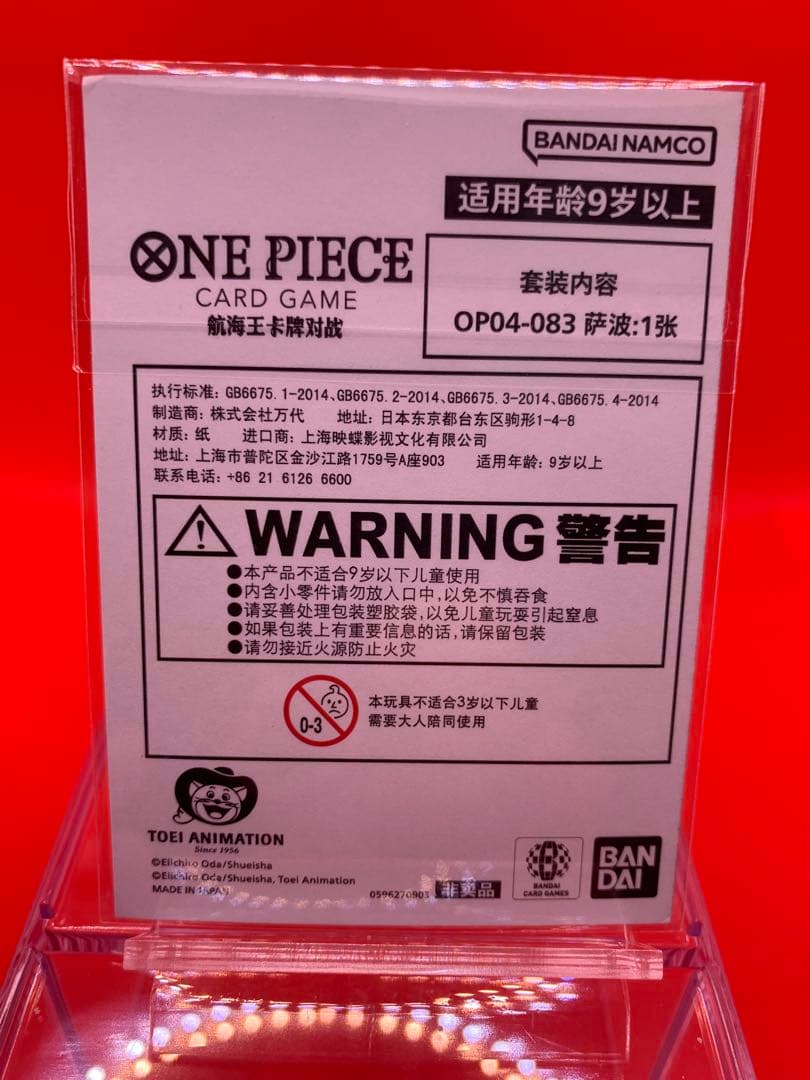 BANDAI NAMCO
适用年龄9岁以上
ONE PIECE
CARD GAME
航海王卡牌对战
套装内容
OP04-083 萨波:1张
执行标准: GB6675.1-2014、GB6675.2-2014、GB6675.3-2014、GB6675.4-2014
制造商: 株式会社万代 地址: 日本东京都台东区驹形1-4-8
材质: 纸 进口商: 上海映蝶影视文化有限公司
地址: 上海市普陀区金沙江路1759号A座903 适用年龄: 9岁以上
联系电话: +86 21 6126 6600
WARNING 警告
●本产品不适合9岁以下儿童使用
●内含小零件请勿放入口中,以免不慎吞食
●请妥善处理包装塑胶袋,以免儿童玩耍引起窒息
●如果包装上有重要信息的话,请保留包装
●请勿接近火源防止火灾
0-3
本玩具不适合3岁以下儿童
需要大人陪同使用
TOEI ANIMATION
Since 1956
©Eiichiro Oda/Shueisha
©Eiichiro Oda/Shueisha, Toei Animation
MADE IN JAPAN
0596270903 非卖品
BANDAI
CARD GAMES
BAN
DAI